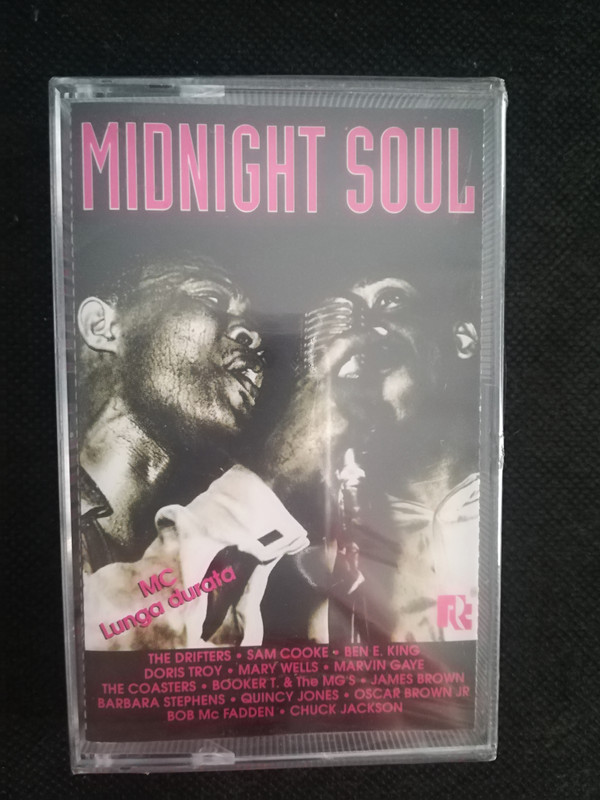 MIDNIGHT SOUL
MC
Lunga durata
R
THE DRIFTERS • SAM COOKE • BEN E. KING
DORIS TROY • MARY WELLS • MARVIN GAYE
THE COASTERS • BOOKER T. & The MG'S • JAMES BROWN
BARBARA STEPHENS • QUINCY JONES • OSCAR BROWN JR
BOB Mc FADDEN • CHUCK JACKSON